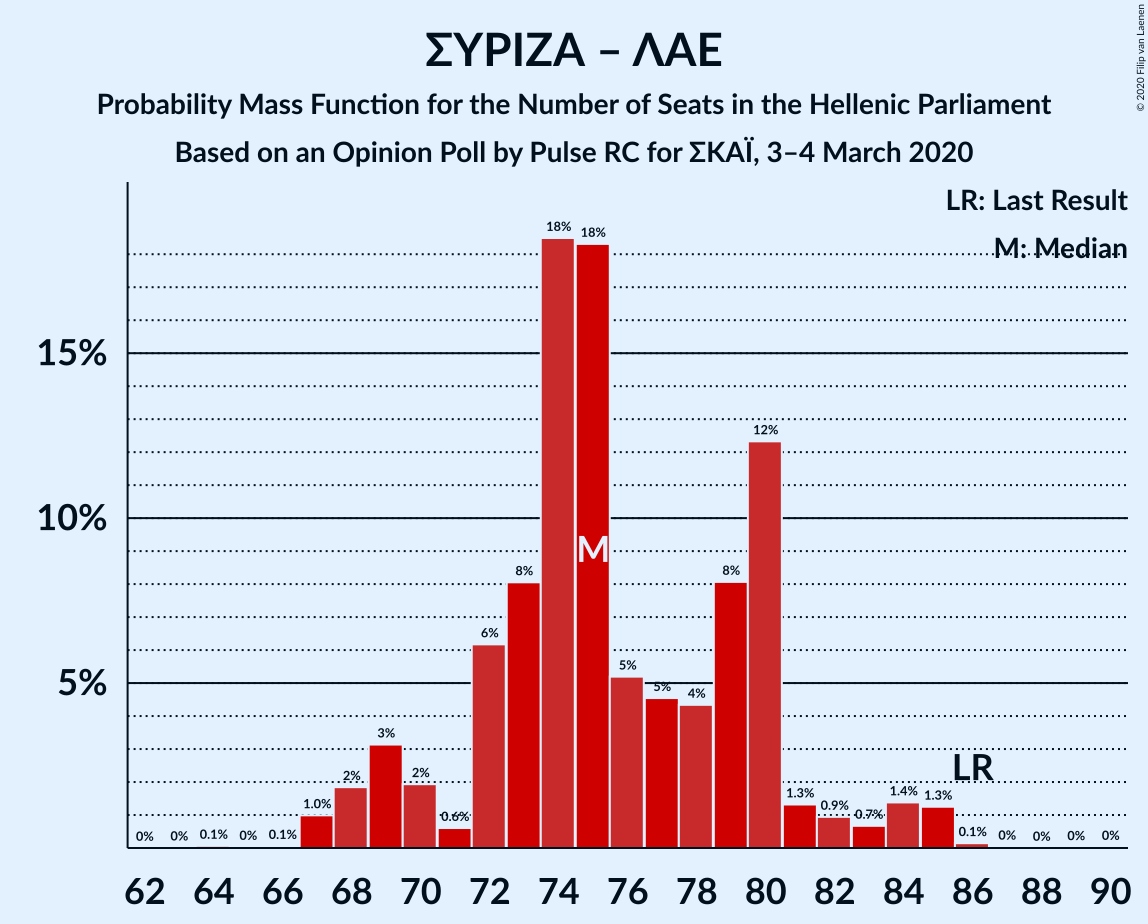 ΣΥΡΙΖΑ – ΛΑΕ
Probability Mass Function for the Number of Seats in the Hellenic Parliament
Based on an Opinion Poll by Pulse RC for ΣΚΑΪ, 3–4 March 2020
© 2020 Filip van Laenen
LR: Last Result
M: Median
15%
10%
5%
0% 0% 0.1% 0% 0.1% 1.0% 2% 3% 2% 0.6% 6% 8% 18% 18% 5% 5% 4% 8% 12% 1.3% 0.9% 0.7% 1.4% 1.3% 0.1% 0% 0% 0% 0%
M
LR
62 64 66 68 70 72 74 76 78 80 82 84 86 88 90